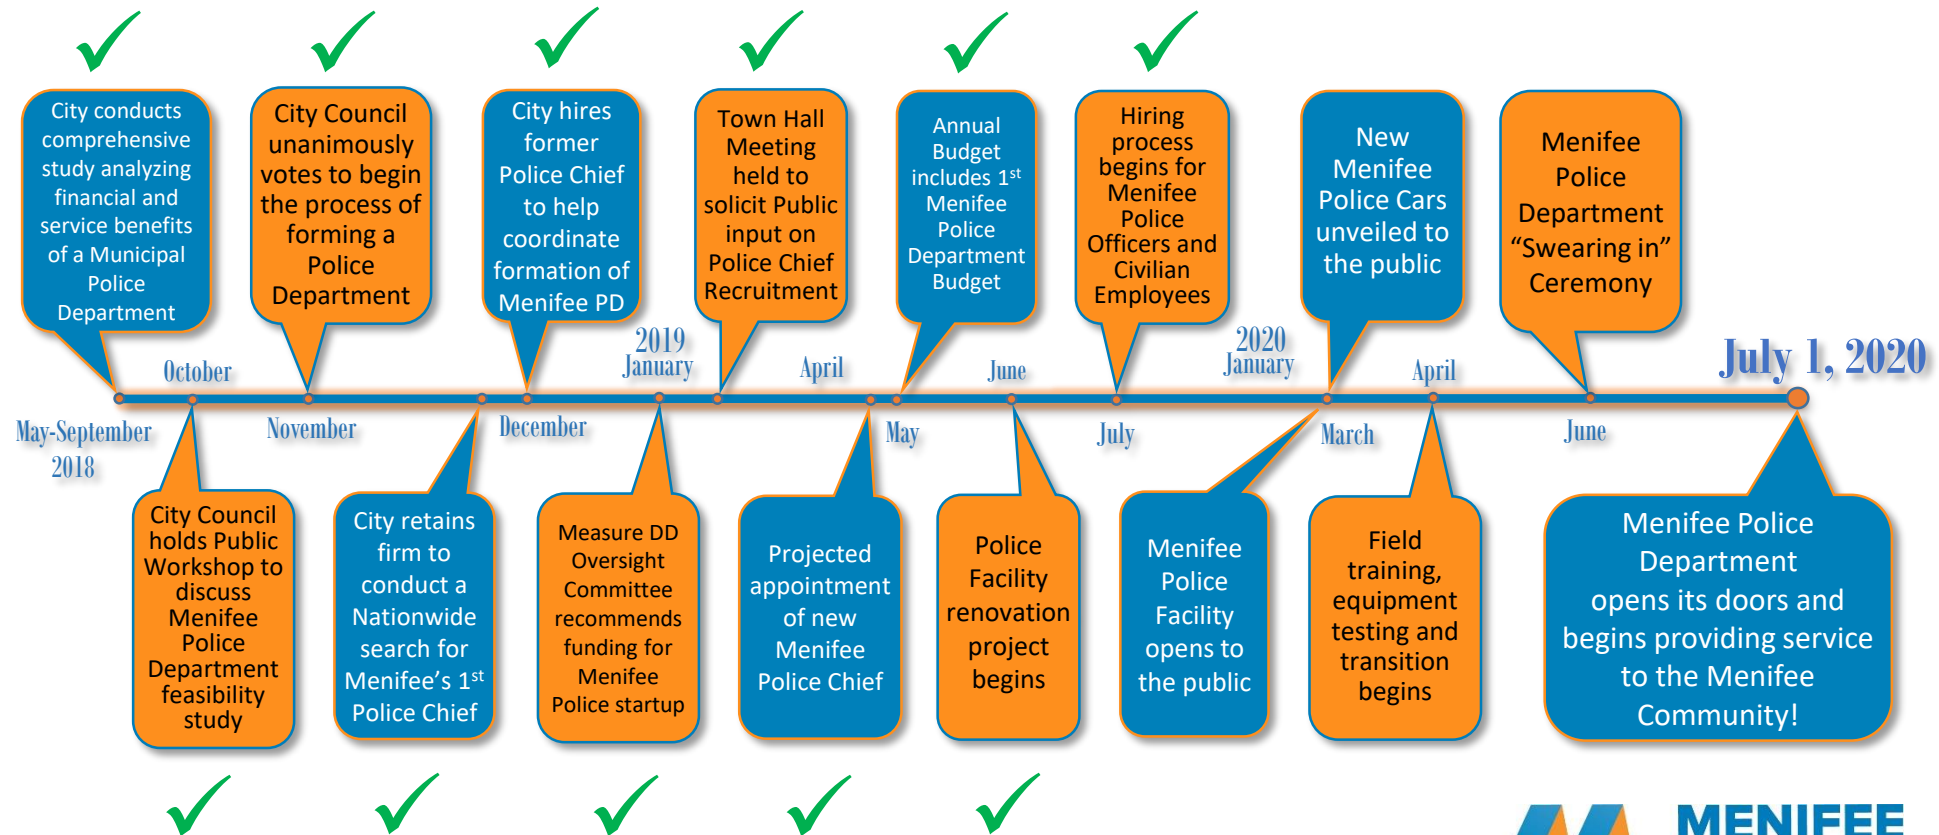 City conducts
comprehensive
study analyzing
financial and
service benefits
of a Municipal
Police
Department
City Council
unanimously
votes to begin
the process of
forming a
Police
Department
City hires
former
Police Chief
to help
coordinate
formation of
Menifee PD
Town Hall
Meeting
held to
solicit Public
input on
Police Chief
Recruitment
Annual
Budget
includes 1st
Menifee
Police
Department
Budget
Hiring
process
begins for
Menifee
Police
Officers and
Civilian
Employees
New
Menifee
Police Cars
unveiled to
the public
Menifee
Police
Department
“Swearing in”
Ceremony
October
2019
January
April
June
2020
January
April
July 1, 2020
May-September
2018
November
December
May
July
March
June
City Council
holds Public
Workshop to
discuss
Menifee
Police
Department
feasibility
study
City retains
firm to
conduct a
Nationwide
search for
Menifee’s 1st
Police Chief
Measure DD
Oversight
Committee
recommends
funding for
Menifee
Police startup
Projected
appointment
of new
Menifee
Police Chief
Police
Facility
renovation
project
begins
Menifee
Police
Facility
opens to
the public
Field
training,
equipment
testing and
transition
begins
Menifee Police
Department
opens its doors and
begins providing service
to the Menifee
Community!
MENIFEE